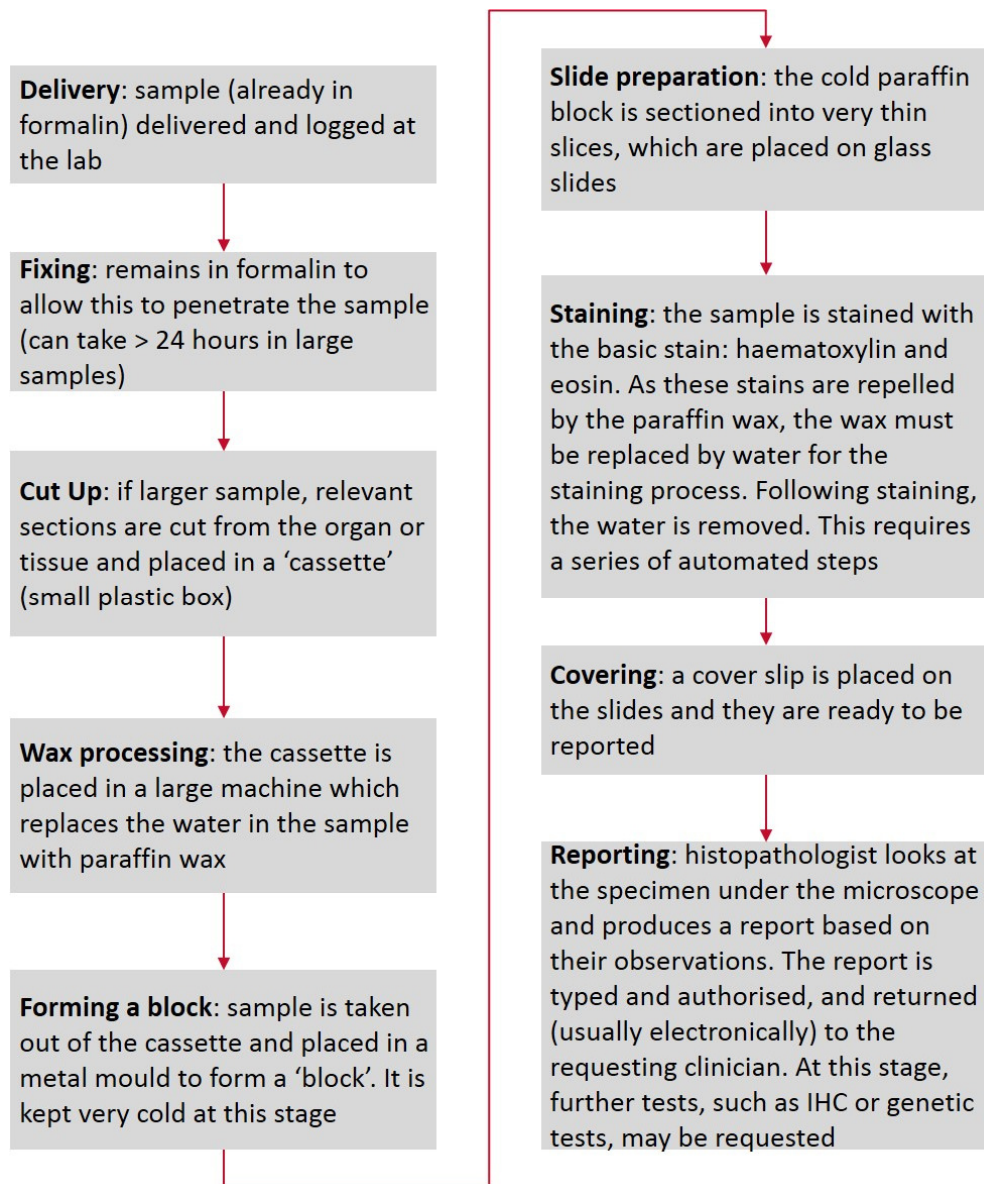 Delivery: sample (already in
formalin) delivered and logged at
the lab
Fixing: remains in formalin to
allow this to penetrate the sample
(can take > 24 hours in large
samples)
Cut Up: if larger sample, relevant
sections are cut from the organ or
tissue and placed in a ‘cassette’
(small plastic box)
Wax processing: the cassette is
placed in a large machine which
replaces the water in the sample
with paraffin wax
Forming a block: sample is taken
out of the cassette and placed in a
metal mould to form a ‘block’. It is
kept very cold at this stage
Slide preparation: the cold paraffin
block is sectioned into very thin
slices, which are placed on glass
slides
Staining: the sample is stained with
the basic stain: haematoxylin and
eosin. As these stains are repelled
by the paraffin wax, the wax must
be replaced by water for the
staining process. Following staining,
the water is removed. This requires
a series of automated steps
Covering: a cover slip is placed on
the slides and they are ready to be
reported
Reporting: histopathologist looks at
the specimen under the microscope
and produces a report based on
their observations. The report is
typed and authorised, and returned
(usually electronically) to the
requesting clinician. At this stage,
further tests, such as IHC or genetic
tests, may be requested